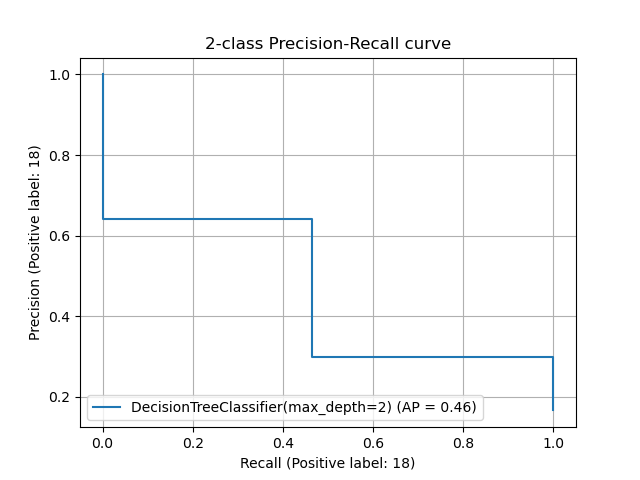 2-class Precision-Recall curve
1.0
0.8
0.6
0.4
0.2
Precision (Positive label: 18)
DecisionTreeClassifier(max_depth=2) (AP = 0.46)
0.0 0.2 0.4 0.6 0.8 1.0
Recall (Positive label: 18)